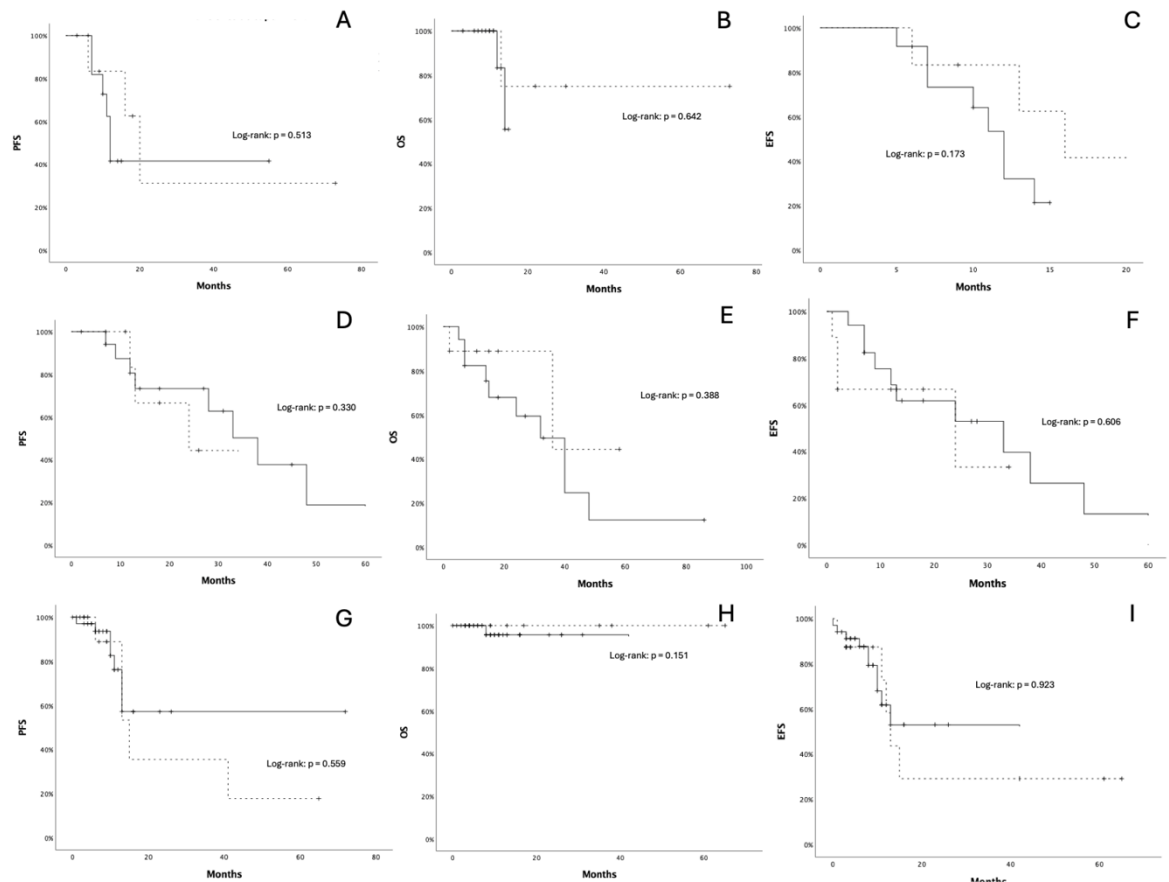 A
100%
80%
60%
40%
20%
0%
PFS
Log-rank: p = 0.513
0 20 40 60 80
Months
B
100%
80%
60%
40%
20%
0%
OS
Log-rank: p = 0.642
0 20 40 60 80
Months
C
100%
80%
60%
40%
20%
0%
EFS
Log-rank: p = 0.173
0 5 10 15 20
Months
D
100%
80%
60%
40%
20%
0%
PFS
Log-rank: p = 0.330
0 10 20 30 40 50 60
Months
E
100%
80%
60%
40%
20%
0%
OS
Log-rank: p = 0.388
0 20 40 60 80 100
Months
F
100%
80%
60%
40%
20%
0%
EFS
Log-rank: p = 0.606
0 10 20 30 40 50 60
Months
G
100%
80%
60%
40%
20%
0%
PFS
Log-rank: p = 0.559
0 20 40 60 80
Months
H
100%
80%
60%
40%
20%
0%
OS
Log-rank: p = 0.151
0 20 40 60
Months
I
100%
80%
60%
40%
20%
0%
EFS
Log-rank: p = 0.923
0 20 40 60
Months